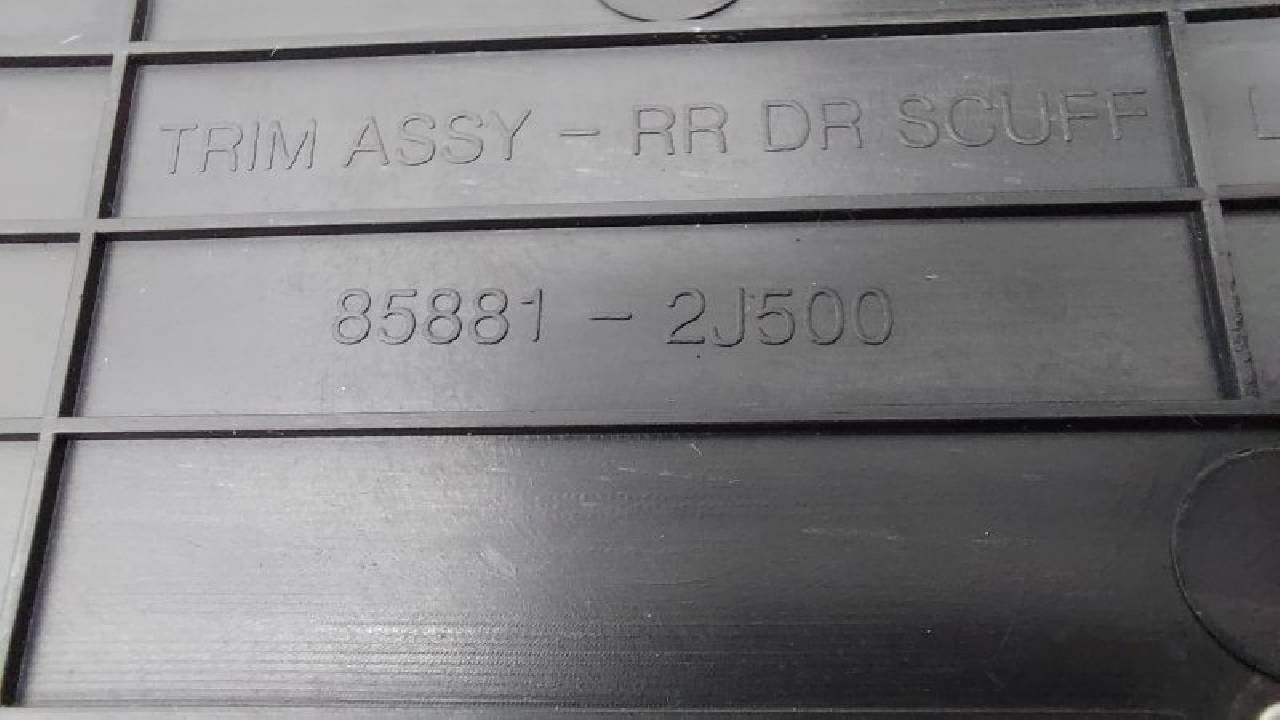 TRIM ASSY - RR DR SCUFF L
85881 - 2J500